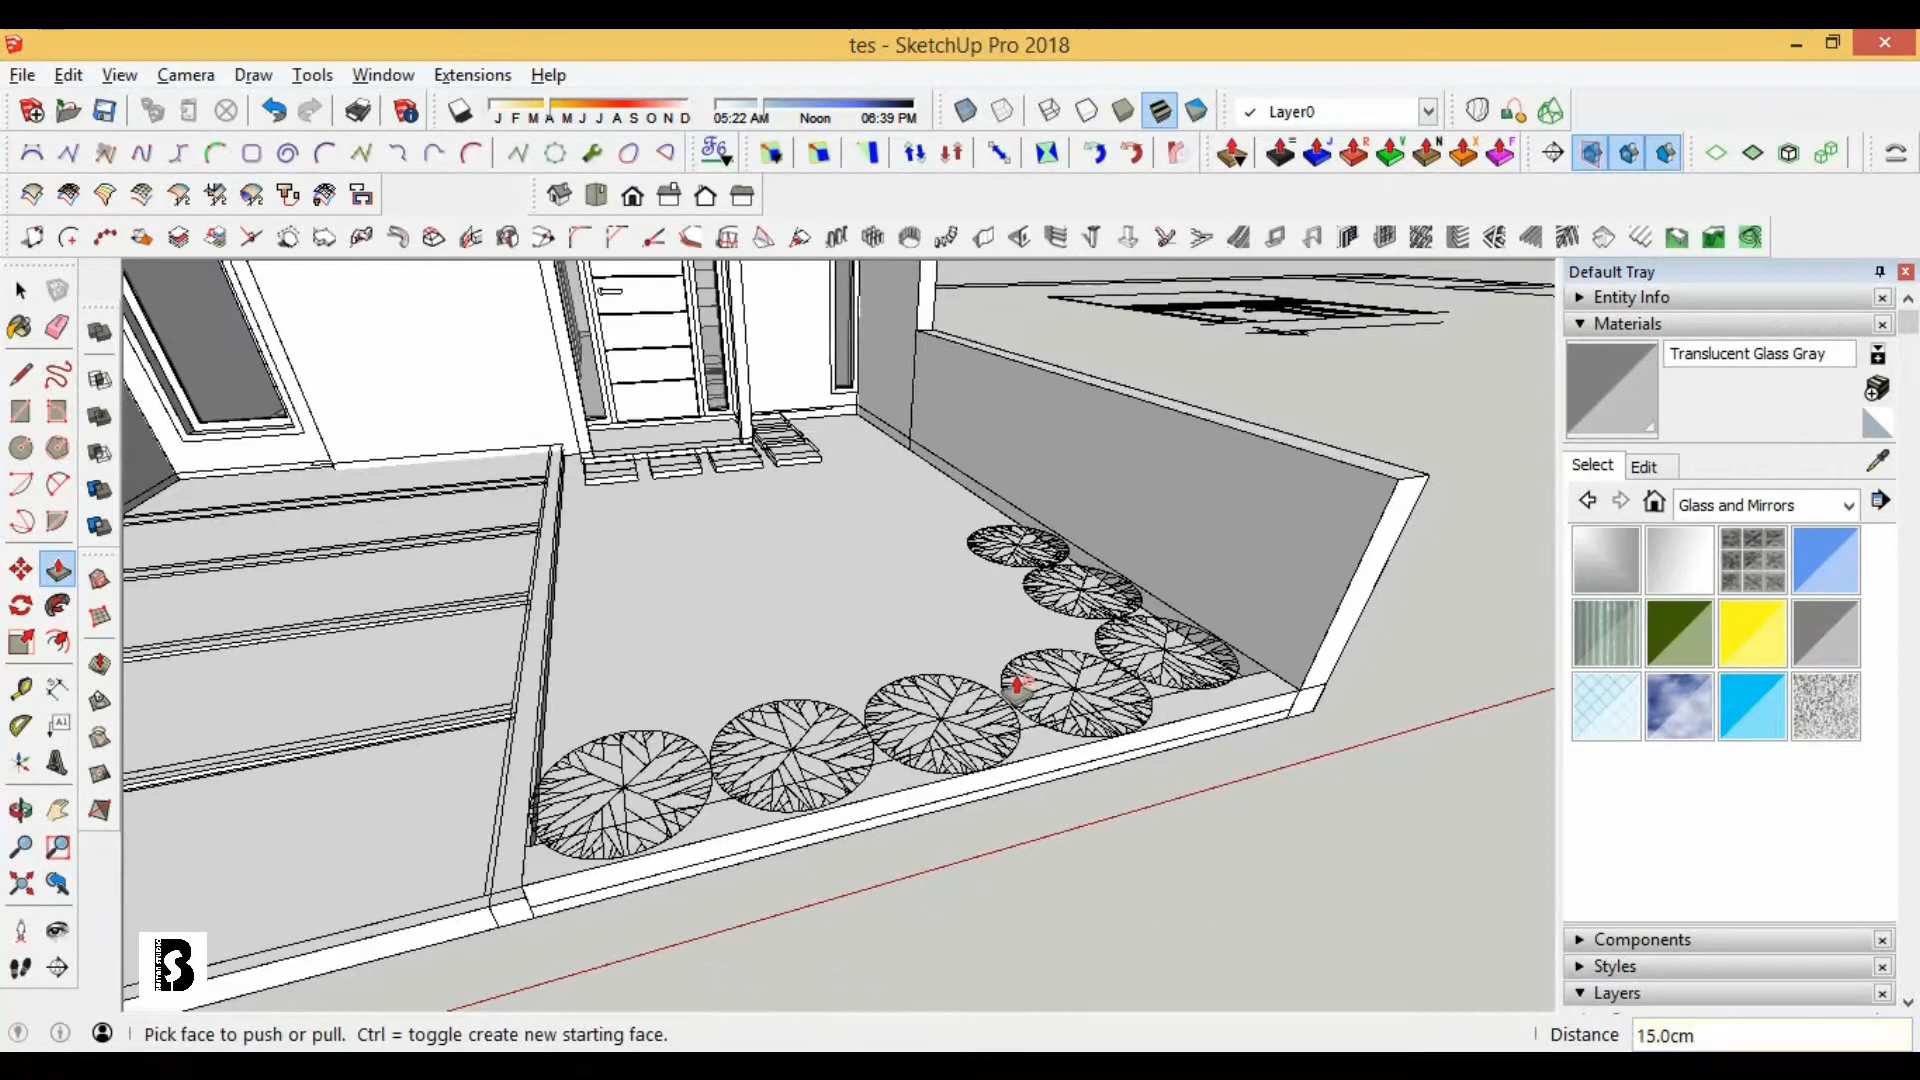 tes - SketchUp Pro 2018
File Edit View Camera Draw Tools Window Extensions Help
J F M A M J J A S O N D
05:22 AM Noon 06:39 PM
Layer0
Default Tray
Entity Info
Materials
Translucent Glass Gray
Select Edit
Glass and Mirrors
Components
Styles
Layers
Pick face to push or pull. Ctrl = toggle create new starting face.
Distance 15.0cm